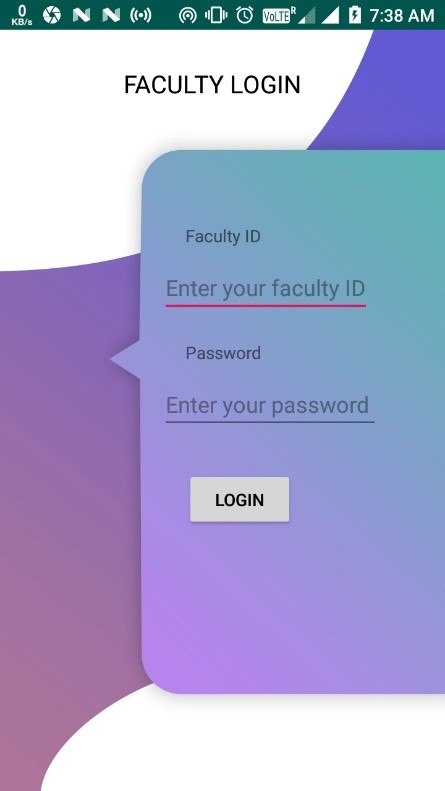 0
KB/s
VoLTE R
7:38 AM
FACULTY LOGIN
Faculty ID
Enter your faculty ID
Password
Enter your password
LOGIN